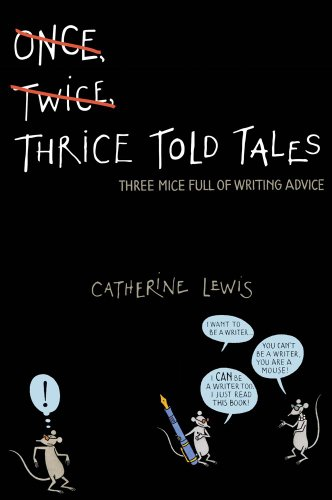 ONCE,
TWICE,
THRICE TOLD TALES
THREE MICE FULL OF WRITING ADVICE
CATHERINE LEWIS
I WANT TO
BE A WRITER...
YOU CAN'T
BE A WRITER,
YOU ARE A
MOUSE!
I CAN BE
A WRITER TOO.
I JUST READ
THIS BOOK!
!